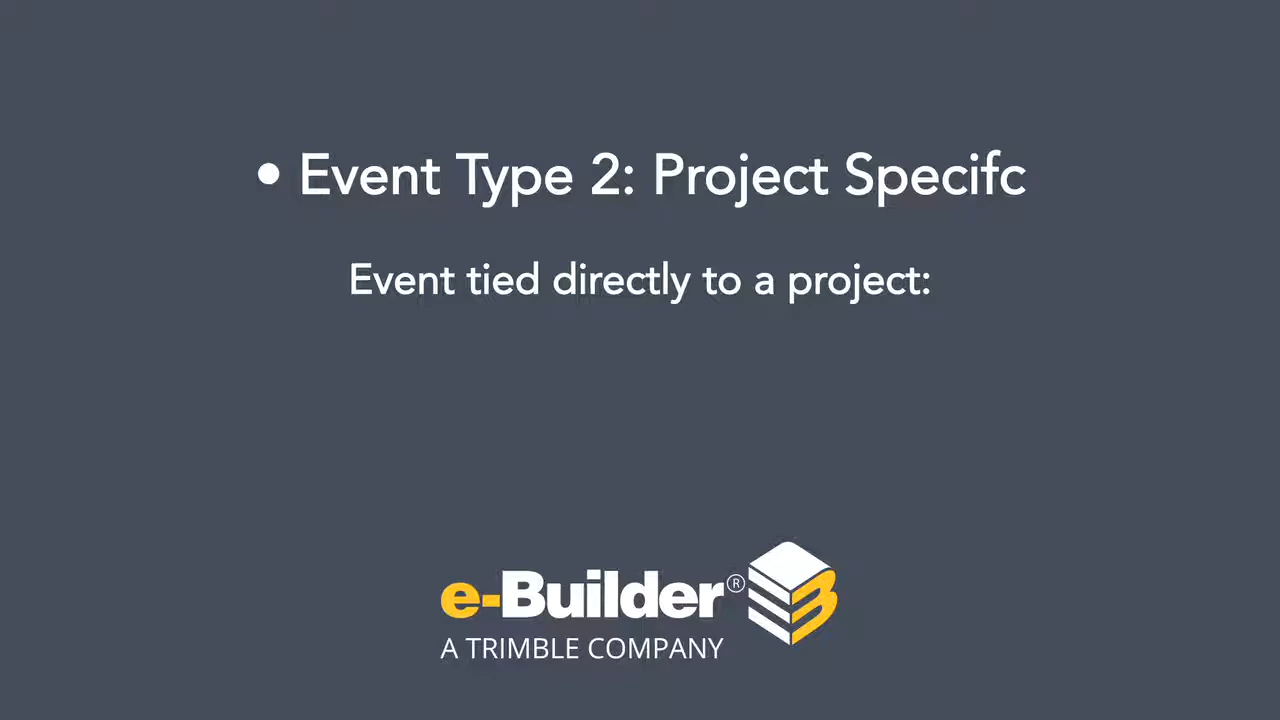 • Event Type 2: Project Specifc
Event tied directly to a project:
e-Builder®
A TRIMBLE COMPANY